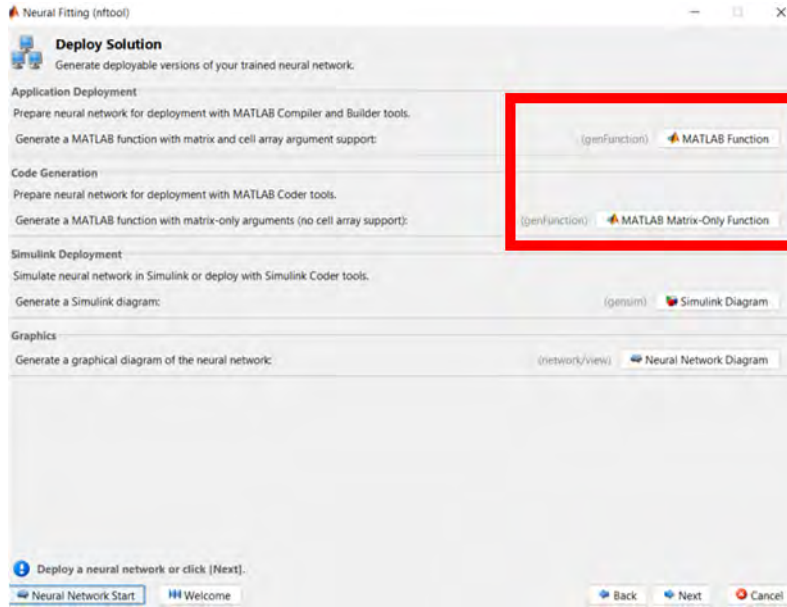 Neural Fitting (nftool)
Deploy Solution
Generate deployable versions of your trained neural network.
Application Deployment
Prepare neural network for deployment with MATLAB Compiler and Builder tools.
Generate a MATLAB function with matrix and cell array argument support: (genFunction) MATLAB Function
Code Generation
Prepare neural network for deployment with MATLAB Coder tools.
Generate a MATLAB function with matrix-only arguments (no cell array support): (genFunction) MATLAB Matrix-Only Function
Simulink Deployment
Simulate neural network in Simulink or deploy with Simulink Coder tools.
Generate a Simulink diagram: (gensim) Simulink Diagram
Graphics
Generate a graphical diagram of the neural network: (network/view) Neural Network Diagram
Deploy a neural network or click [Next].
Neural Network Start Welcome Back Next Cancel